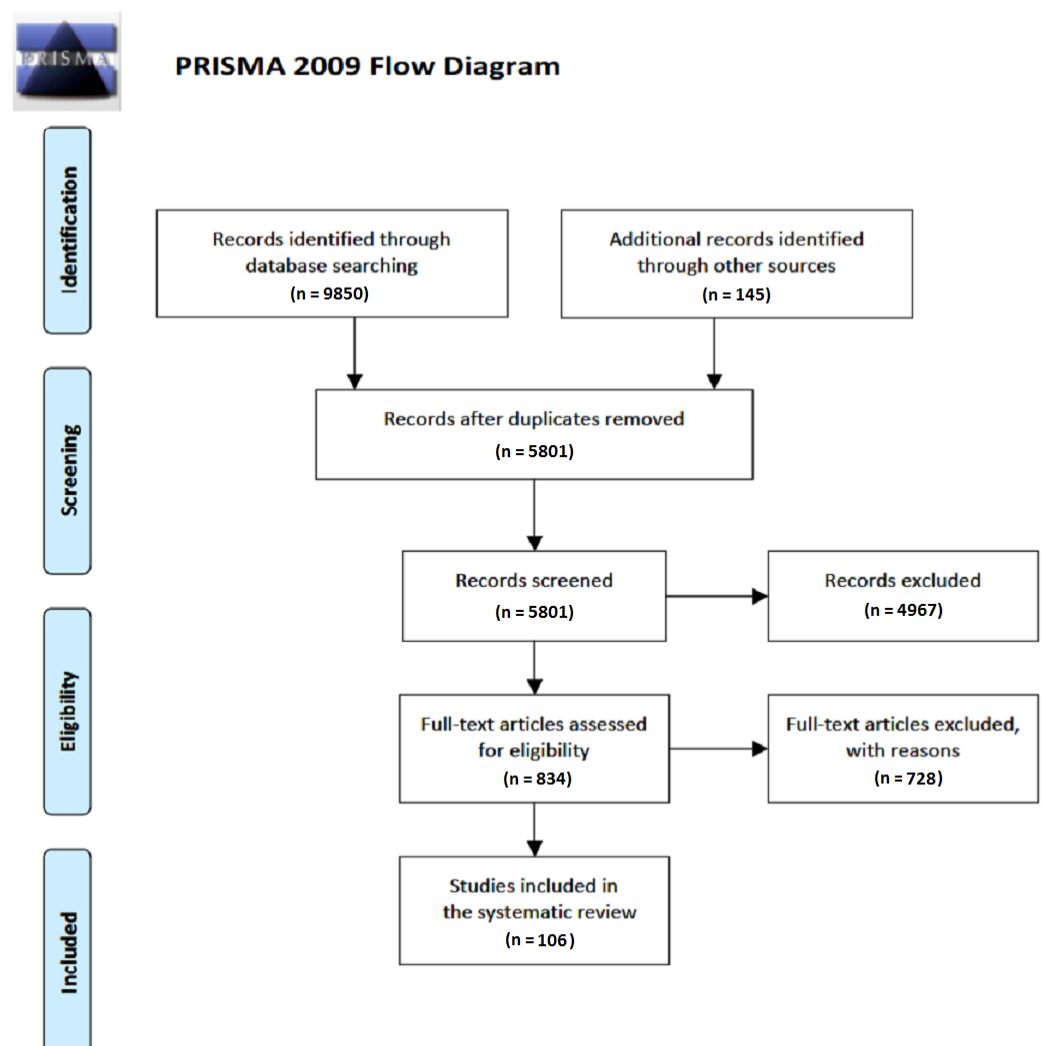 PRISMA
PRISMA 2009 Flow Diagram
Identification
Records identified through
database searching
(n = 9850)
Additional records identified
through other sources
(n = 145)
Records after duplicates removed
(n = 5801)
Screening
Records screened
(n = 5801)
Records excluded
(n = 4967)
Eligibility
Full-text articles assessed
for eligibility
(n = 834)
Full-text articles excluded,
with reasons
(n = 728)
Included
Studies included in
the systematic review
(n = 106)